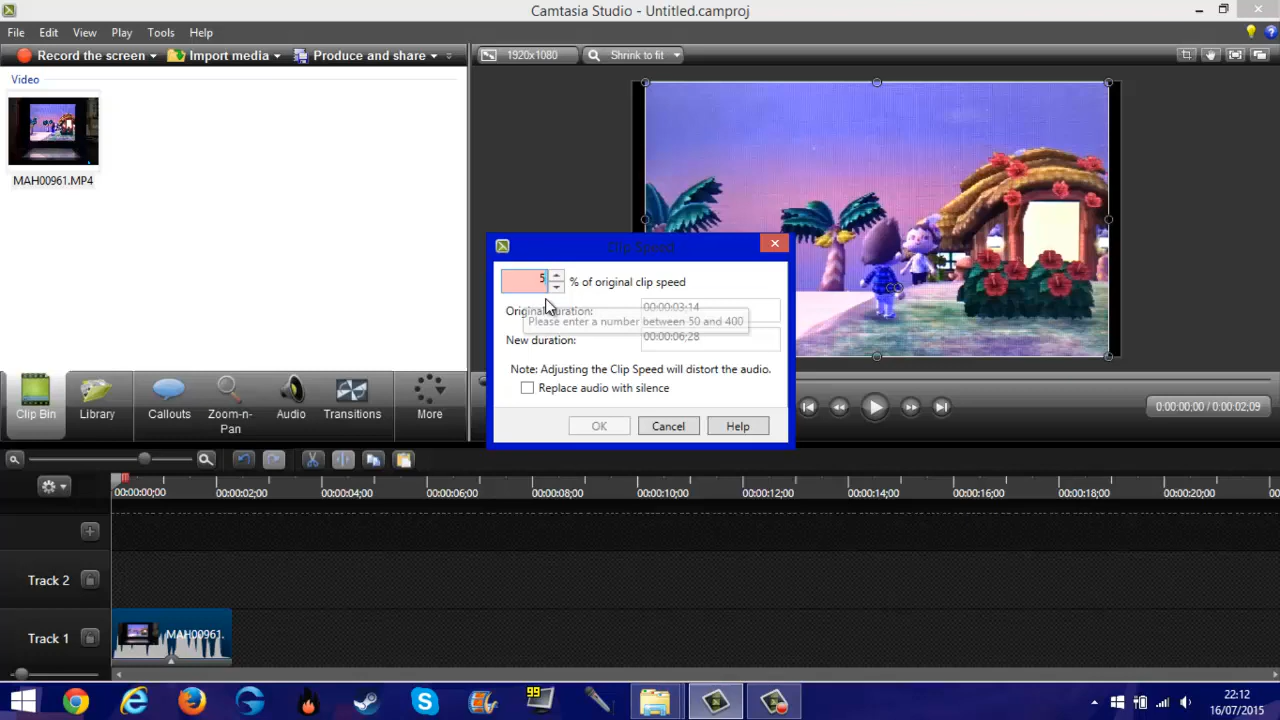 Camtasia Studio - Untitled.camproj
File Edit View Play Tools Help
Record the screen Import media Produce and share
1920x1080 Shrink to fit
Video
MAH00961.MP4
Clip Speed
5 % of original clip speed
Original duration: 00:00:03;14
Please enter a number between 50 and 400
New duration: 00:00:06;28
Note: Adjusting the Clip Speed will distort the audio.
Replace audio with silence
OK Cancel Help
Clip Bin Library Callouts Zoom-n-Pan Audio Transitions More
0:00:00;00 / 0:00:02;09
00:00:00;00 00:00:02;00 00:00:04;00 00:00:06;00 00:00:08;00 00:00:10;00 00:00:12;00 00:00:14;00 00:00:16;00 00:00:18;00 00:00:20;00 00
Track 2
Track 1 MAH00961.
99
22:12
16/07/2015